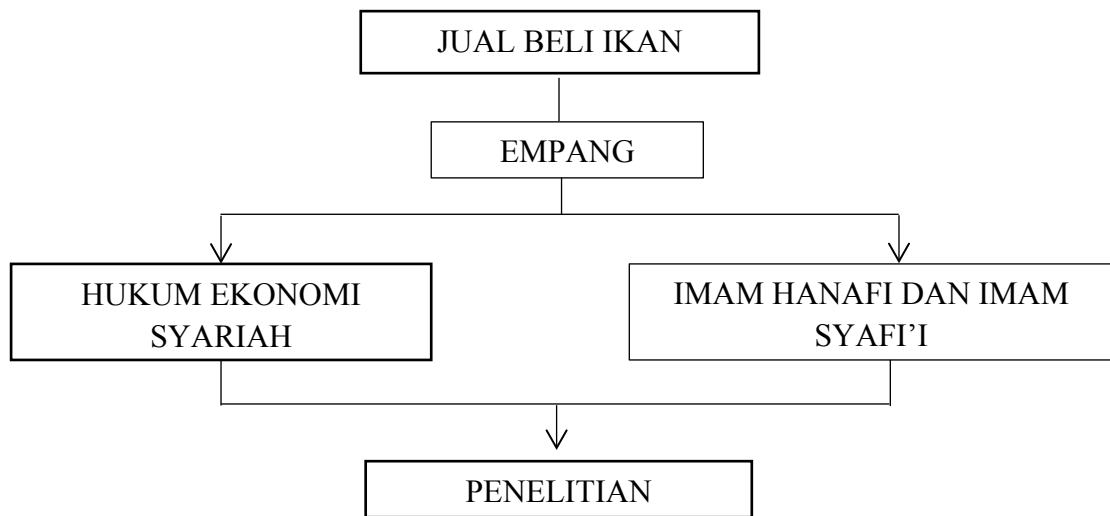 JUAL BELI IKAN
EMPANG
HUKUM EKONOMI
SYARIAH
IMAM HANAFI DAN IMAM
SYAFI’I
PENELITIAN